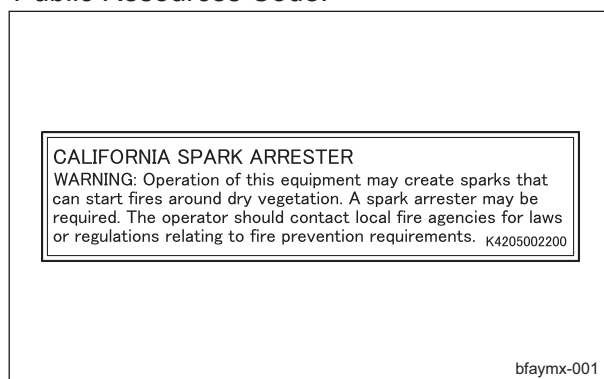 Public Resources Code.
CALIFORNIA SPARK ARRESTER
WARNING: Operation of this equipment may create sparks that
can start fires around dry vegetation. A spark arrester may be
required. The operator should contact local fire agencies for laws
or regulations relating to fire prevention requirements. K4205002200
bfaymx-001